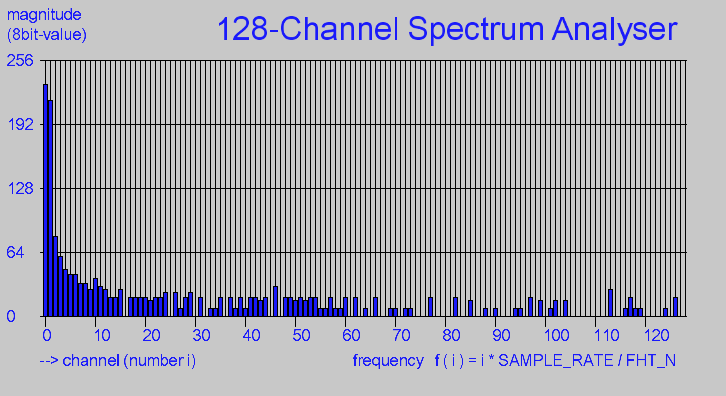 magnitude
(8bit-value)
128-Channel Spectrum Analyser
256
192
128
64
0
0 10 20 30 40 50 60 70 80 90 100 110 120
--> channel (number i) frequency f ( i ) = i * SAMPLE_RATE / FHT_N